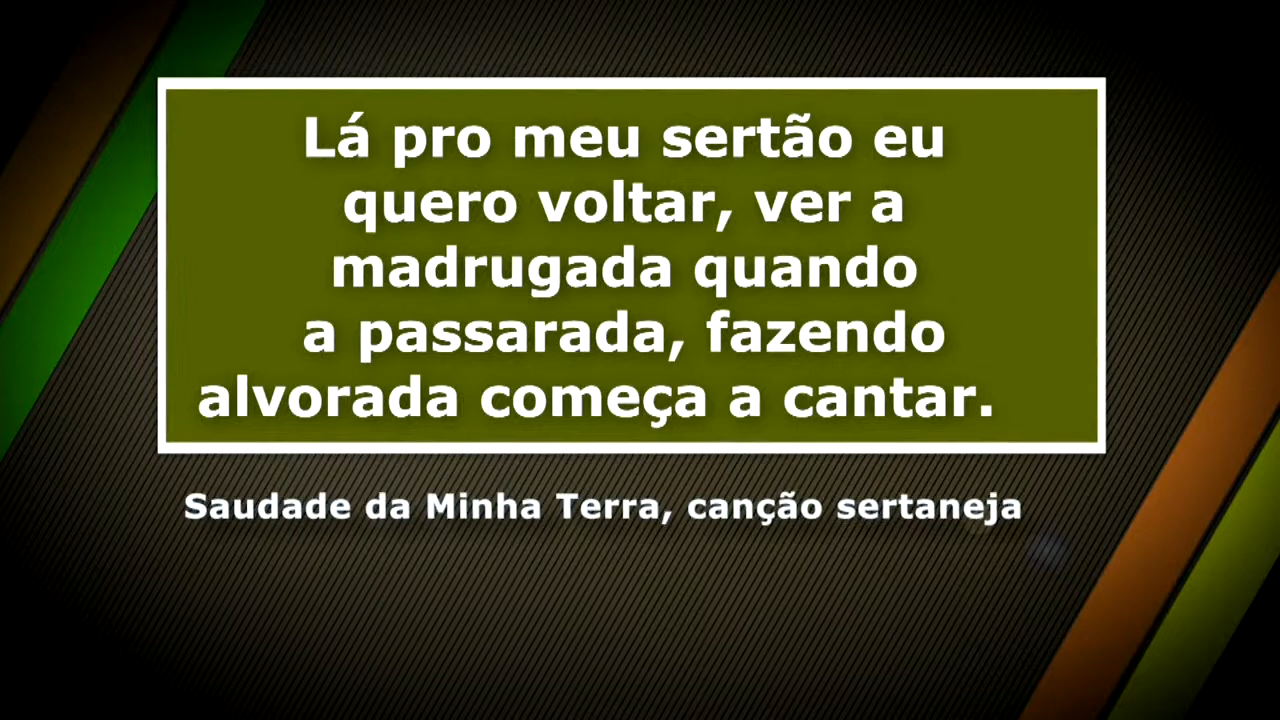 Lá pro meu sertão eu
quero voltar, ver a
madrugada quando
a passarada, fazendo
alvorada começa a cantar.
Saudade da Minha Terra, canção sertaneja